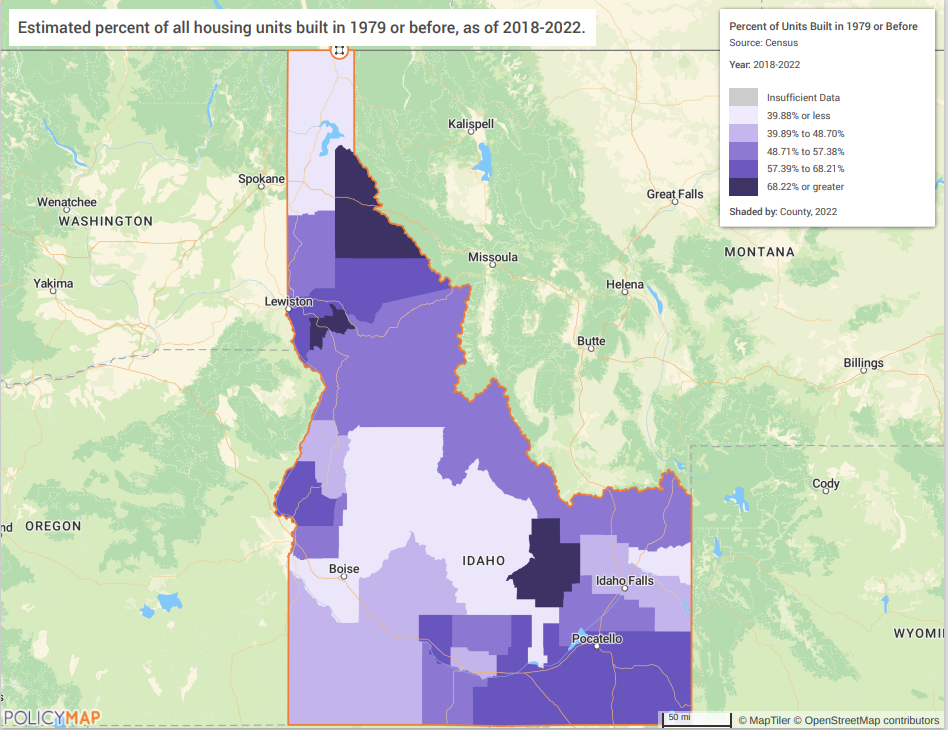 Estimated percent of all housing units built in 1979 or before, as of 2018-2022.
Percent of Units Built in 1979 or Before
Source: Census
Year: 2018-2022
Insufficient Data
39.88% or less
39.89% to 48.70%
48.71% to 57.38%
57.39% to 68.21%
68.22% or greater
Shaded by: County, 2022
Kalispell
Spokane
Great Falls
Wenatchee
WASHINGTON
MONTANA
Missoula
Yakima
Helena
Lewiston
Butte
Billings
Cody
nd
OREGON
IDAHO
Boise
Idaho Falls
WYOMI
Pocatello
s
POLICYMAP
50 mi
© MapTiler © OpenStreetMap contributors